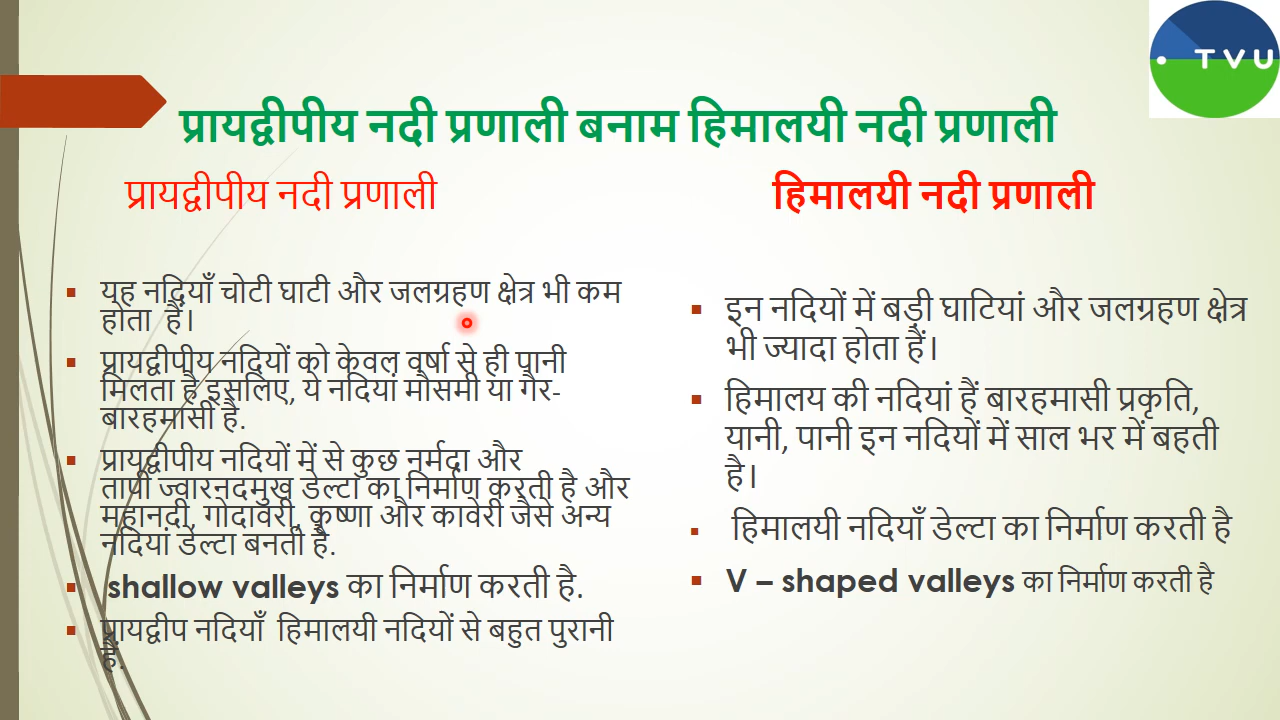 TVU
प्रायद्वीपीय नदी प्रणाली बनाम हिमालयी नदी प्रणाली
प्रायद्वीपीय नदी प्रणाली
यह नदियाँ चोटी घाटी और जलग्रहण क्षेत्र भी कम
होता हैं।
प्रायद्वीपीय नदियों को केवल वर्षा से ही पानी
मिलता है इसलिए, ये नदियां मौसमी या गैर-
बारहमासी है.
प्रायद्वीपीय नदियों में से कुछ नर्मदा और
तापी ज्वारनदमुख डेल्टा का निर्माण करती है और
महानदी, गोदावरी, कृष्णा और कावेरी जैसे अन्य
नदियां डेल्टा बनती है.
shallow valleys का निर्माण करती है.
प्रायद्वीप नदियाँ हिमालयी नदियों से बहुत पुरानी
हैं.
हिमालयी नदी प्रणाली
इन नदियों में बड़ी घाटियां और जलग्रहण क्षेत्र
भी ज्यादा होता हैं।
हिमालय की नदियां हैं बारहमासी प्रकृति,
यानी, पानी इन नदियों में साल भर में बहती
है।
हिमालयी नदियाँ डेल्टा का निर्माण करती है
V – shaped valleys का निर्माण करती है